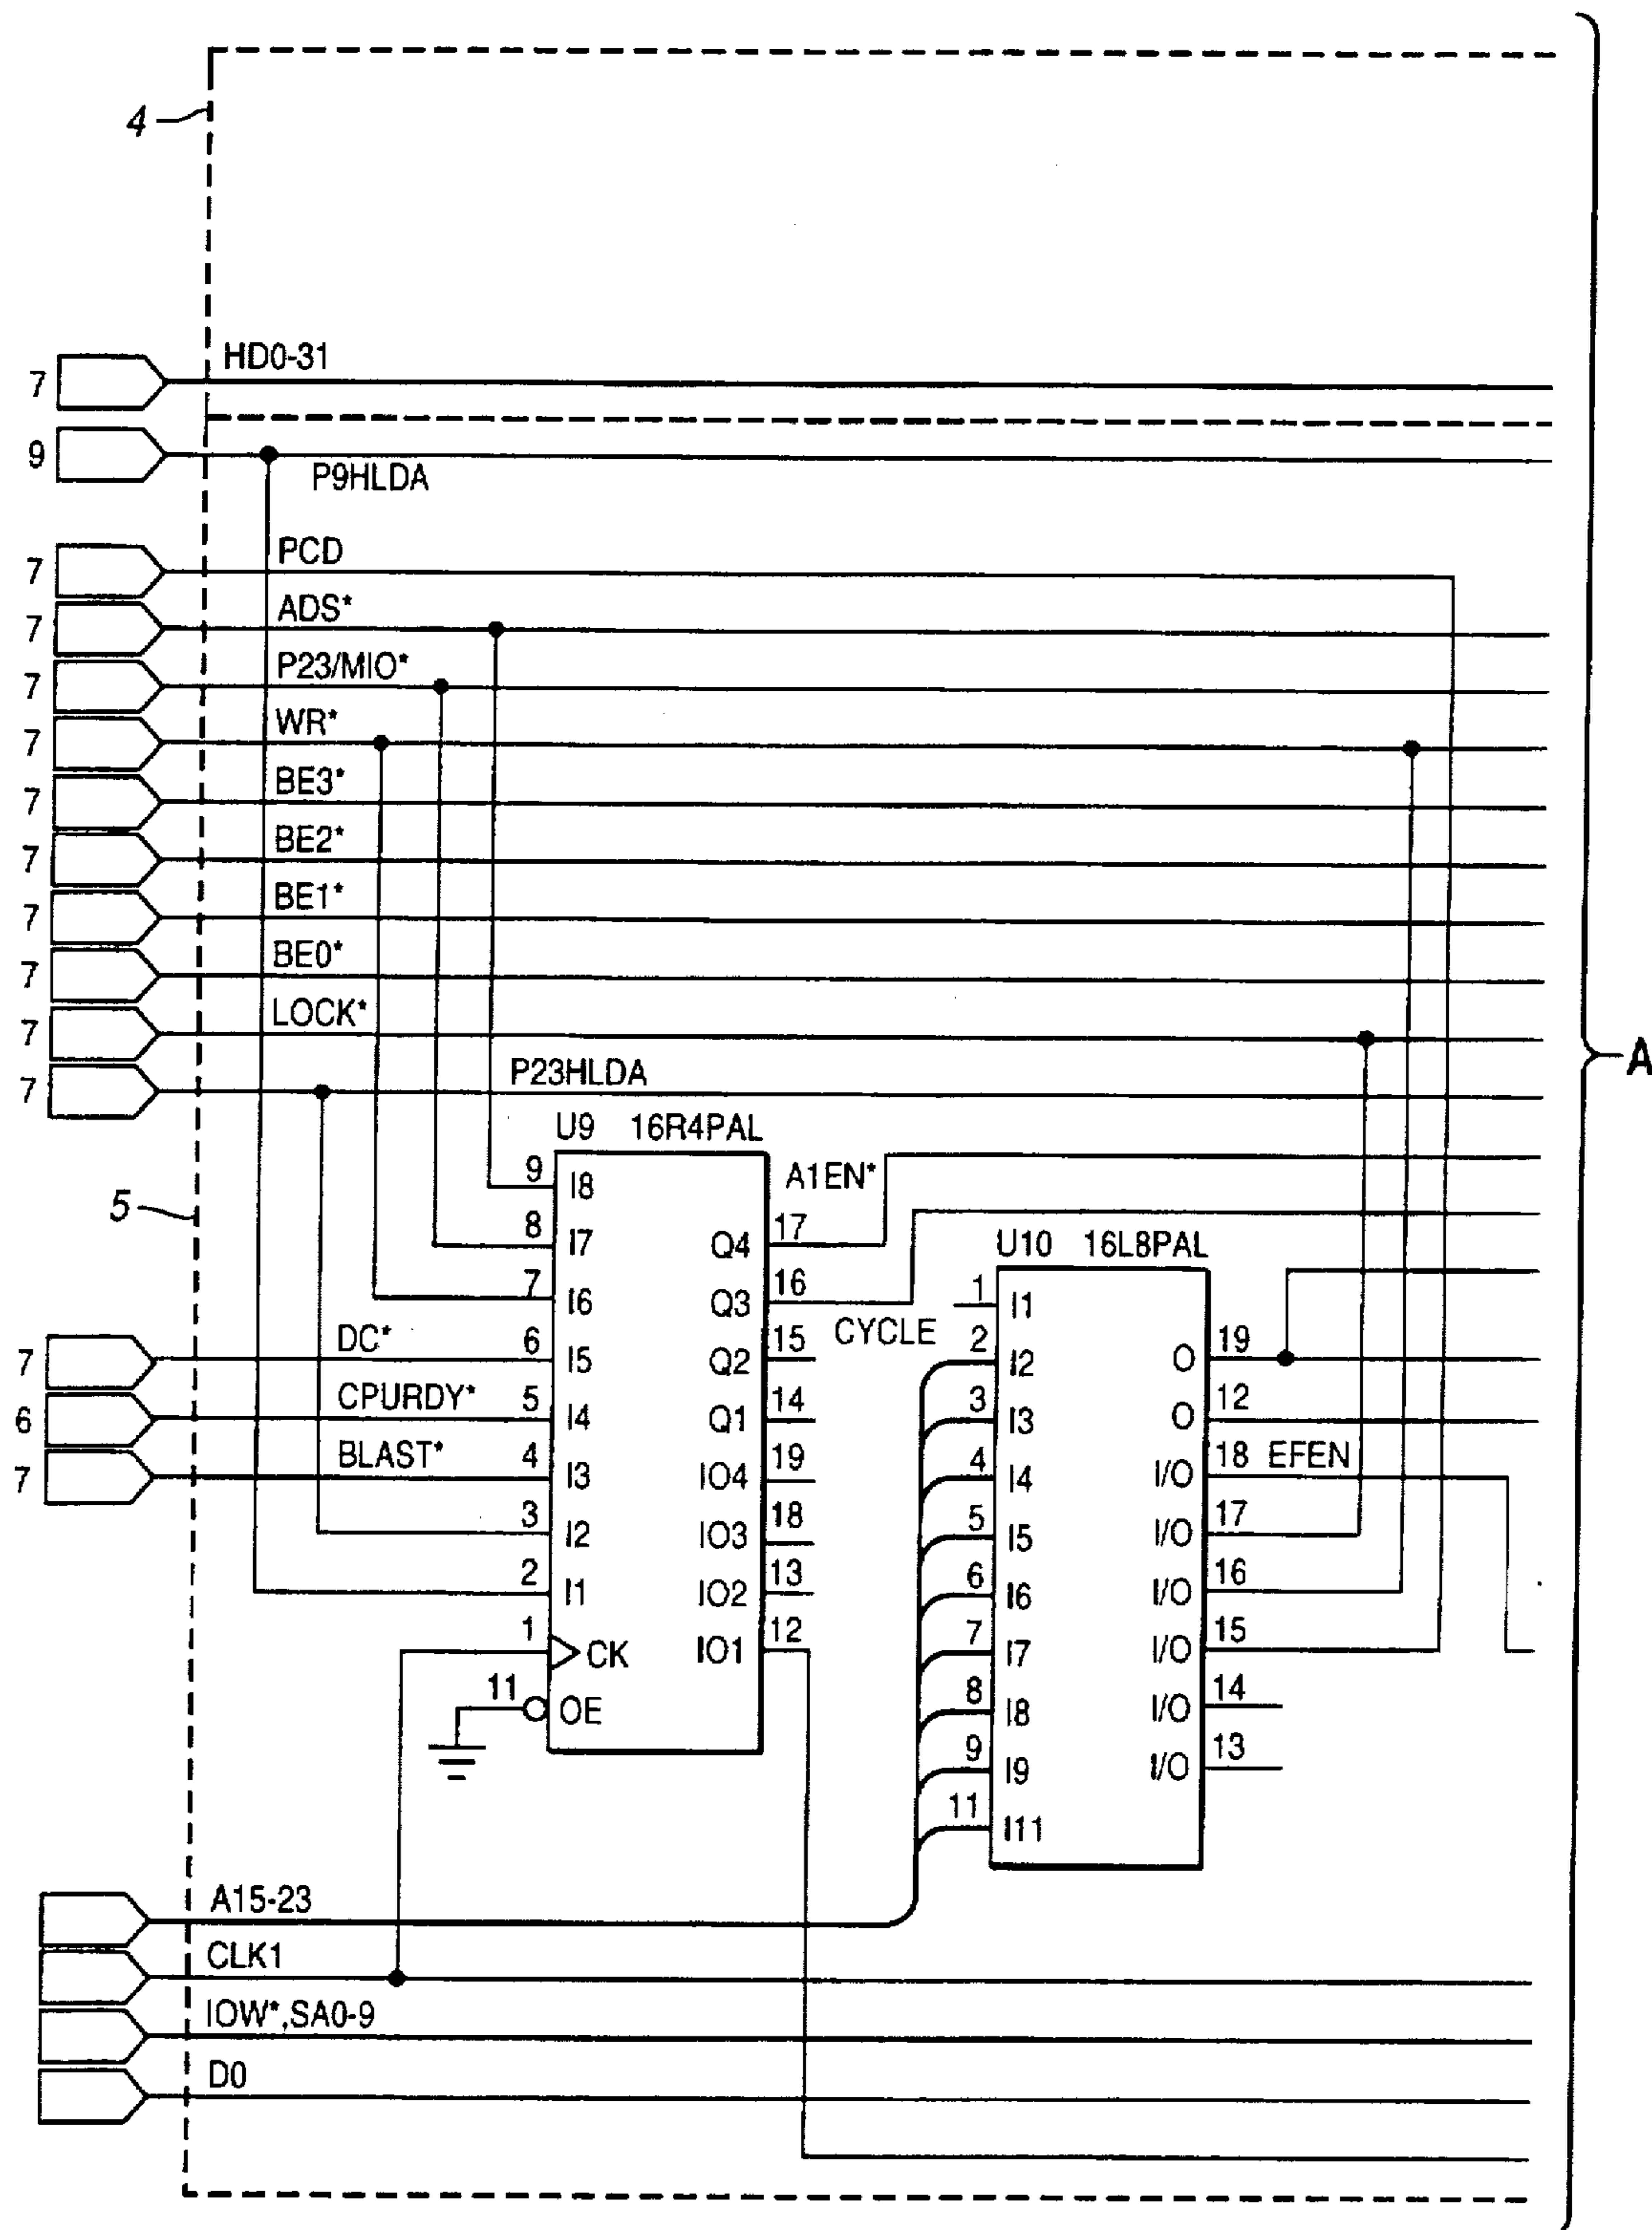 4
HD0-31
7
9
P9HLDA
PCD
7
ADS*
7
P23/MIO*
7
WR*
7
BE3*
7
BE2*
7
BE1*
7
BE0*
7
LOCK*
7
A
P23HLDA
7
U9 16R4PAL
9 I8
A1EN*
5
8 I7
Q4 17
U10 16L8PAL
7 I6
Q3 16
1 I1
CYCLE
DC*
7
6 I5
Q2 15
2 I2
O 19
CPURDY*
6
5 I4
Q1 14
3 I3
O 12
BLAST*
7
4 I3
IO4 19
4 I4
I/O 18 EFEN
3 I2
IO3 18
5 I5
I/O 17
2 I1
IO2 13
6 I6
I/O 16
1 CK
IO1 12
7 I7
I/O 15
11 OE
8 I8
I/O 14
9 I9
I/O 13
11 I11
A15-23
CLK1
IOW*,SA0-9
D0